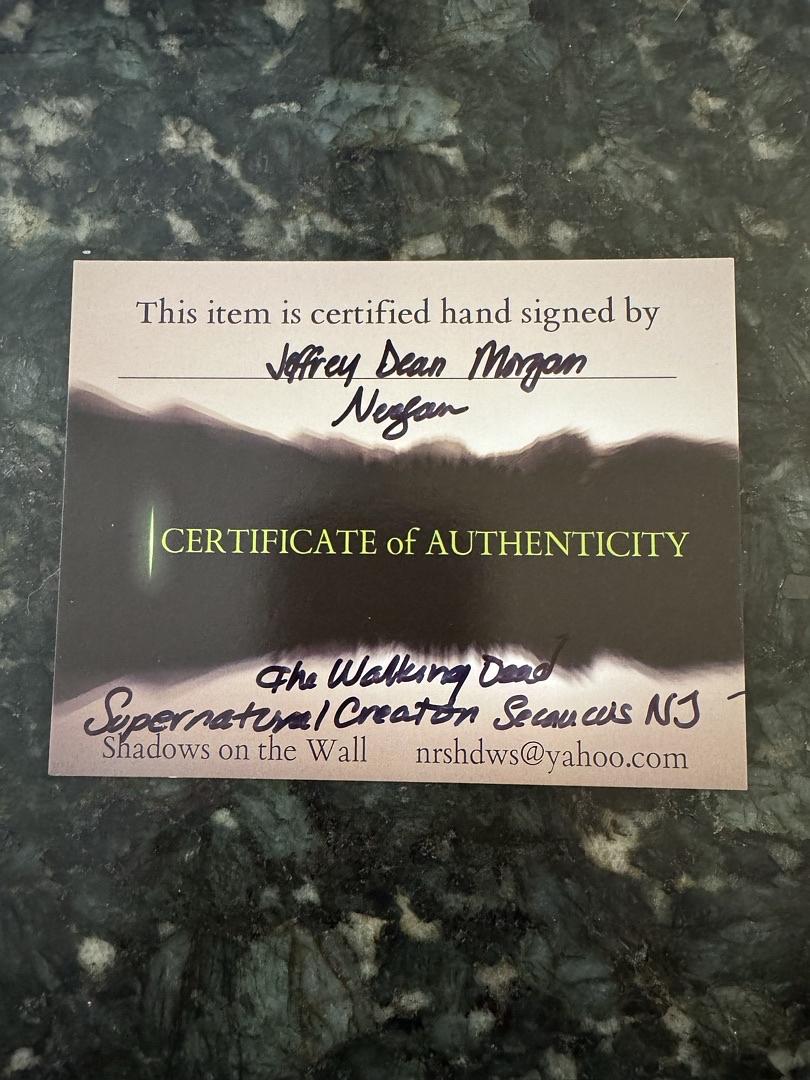 This item is certified hand signed by
Jeffrey Dean Morgan
Negan
CERTIFICATE of AUTHENTICITY
The Walking Dead
Supernatural Creation Secaucus NJ
Shadows on the Wall nrshdws@yahoo.com